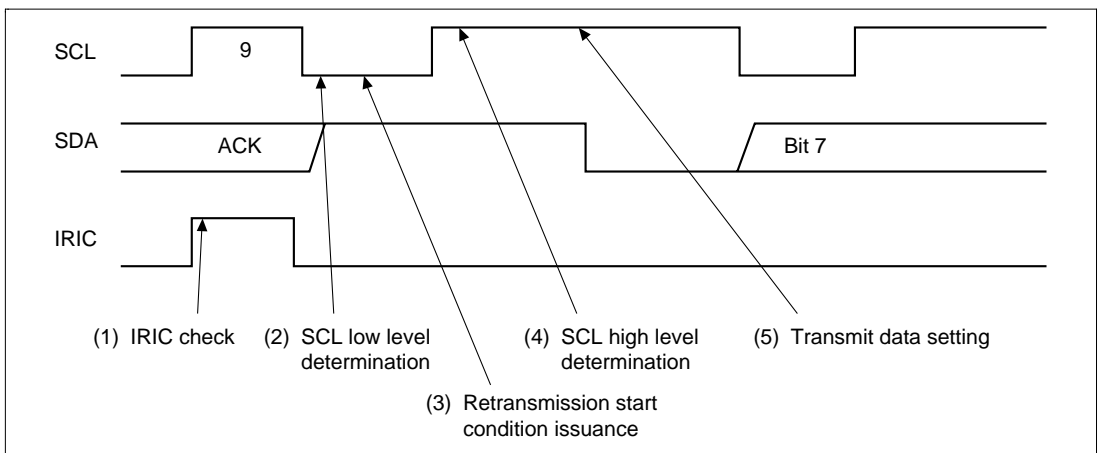 SCL
9
SDA
ACK
Bit 7
IRIC
(1) IRIC check
(2) SCL low level
determination
(4) SCL high level
determination
(5) Transmit data setting
(3) Retransmission start
condition issuance